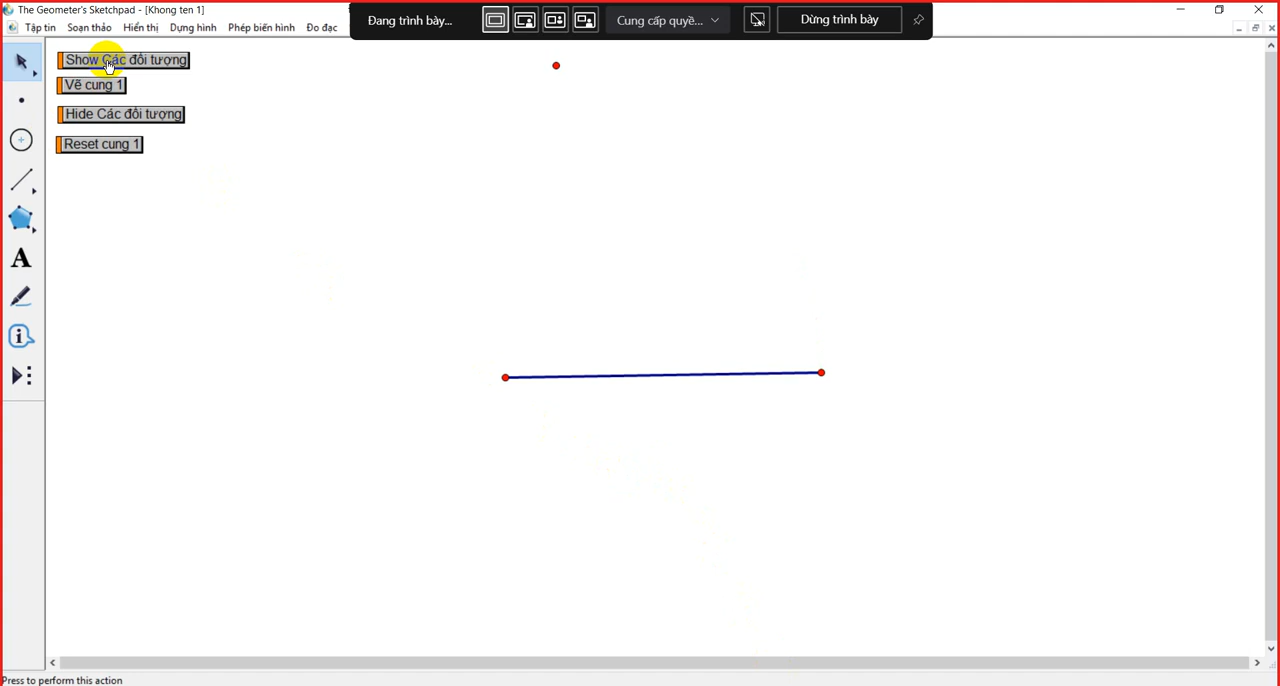 The Geometer's Sketchpad - [Khong ten 1]
Đang trình bày...
Cung cấp quyề...
Dừng trình bày
Tập tin Soạn thảo Hiển thị Dựng hình Phép biến hình Đo đạc
Show Các đối tượng
Vẽ cung 1
Hide Các đối tượng
Reset cung 1
A
Press to perform this action